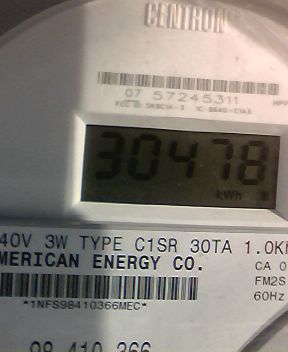 CENTRON
07 57245311
30478
kWh
40V 3W TYPE C1SR 30TA 1.0K
MERICAN ENERGY CO.
CA 0
FM2S
60Hz
*1NFS98410366MEC*
98 410 366